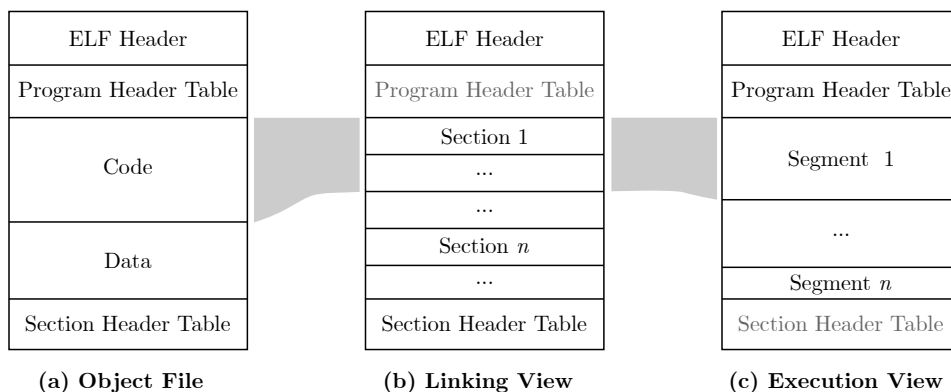 ELF Header
Program Header Table
Code
Data
Section Header Table
(a) Object File
ELF Header
Program Header Table
Section 1
...
...
Section n
...
Section Header Table
(b) Linking View
ELF Header
Program Header Table
Segment 1
...
Segment n
Section Header Table
(c) Execution View